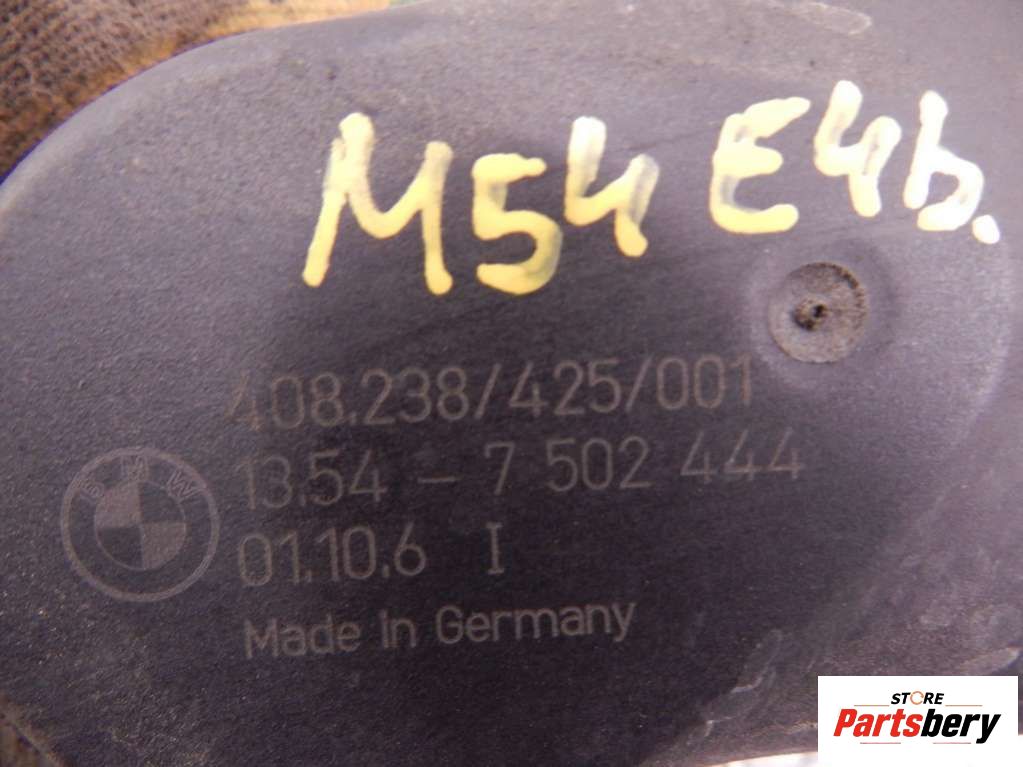 M54 E46.
408.238/425/001
13.54 - 7 502 444
BMW
01.10.6 I
Made In Germany
STORE
Partsbery